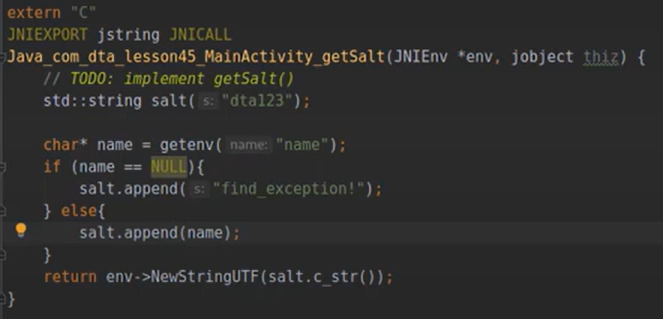 extern "C"
JNIEXPORT jstring JNICALL
Java_com_dta_lesson45_MainActivity_getSalt(JNIEnv *env, jobject thiz) {
// TODO: implement getSalt()
std::string salt( s: "dta123");
char* name = getenv( name: "name");
if (name == NULL){
salt.append( s: "find_exception!");
} else{
salt.append(name);
}
return env->NewStringUTF(salt.c_str());
}